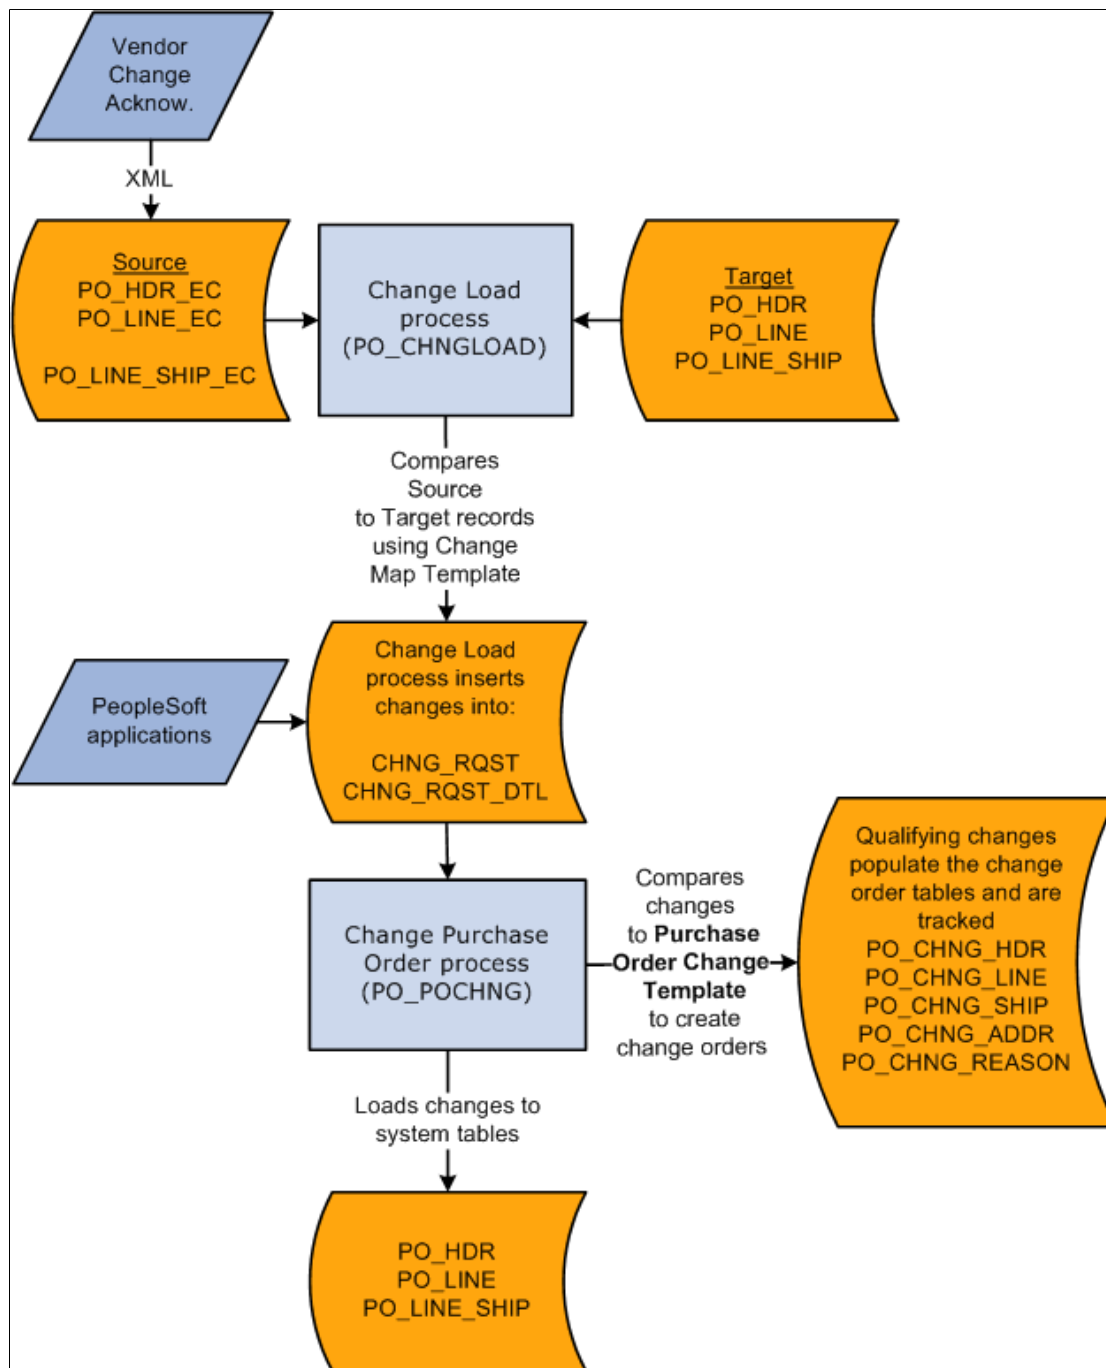 Vendor
Change
Acknow.
XML
Source
PO_HDR_EC
PO_LINE_EC
PO_LINE_SHIP_EC
Change Load
process
(PO_CHNGLOAD)
Target
PO_HDR
PO_LINE
PO_LINE_SHIP
Compares
Source
to Target records
using Change
Map Template
Change Load
process inserts
changes into:
CHNG_RQST
CHNG_RQST_DTL
PeopleSoft
applications
Change Purchase
Order process
(PO_POCHNG)
Compares
changes
to Purchase
Order Change
Template
to create
change orders
Qualifying changes
populate the change
order tables and are
tracked
PO_CHNG_HDR
PO_CHNG_LINE
PO_CHNG_SHIP
PO_CHNG_ADDR
PO_CHNG_REASON
Loads changes to
system tables
PO_HDR
PO_LINE
PO_LINE_SHIP